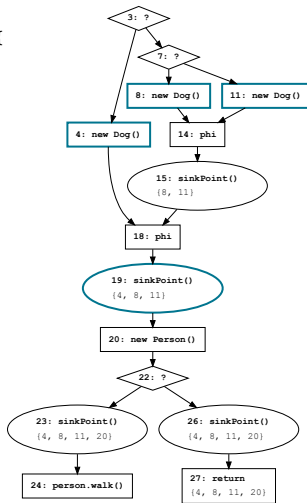 3: ?
7: ?
8: new Dog()
11: new Dog()
4: new Dog()
14: phi
15: sinkPoint()
{8, 11}
18: phi
19: sinkPoint()
{4, 8, 11}
20: new Person()
22: ?
23: sinkPoint()
{4, 8, 11, 20}
26: sinkPoint()
{4, 8, 11, 20}
24: person.walk()
27: return
{4, 8, 11, 20}